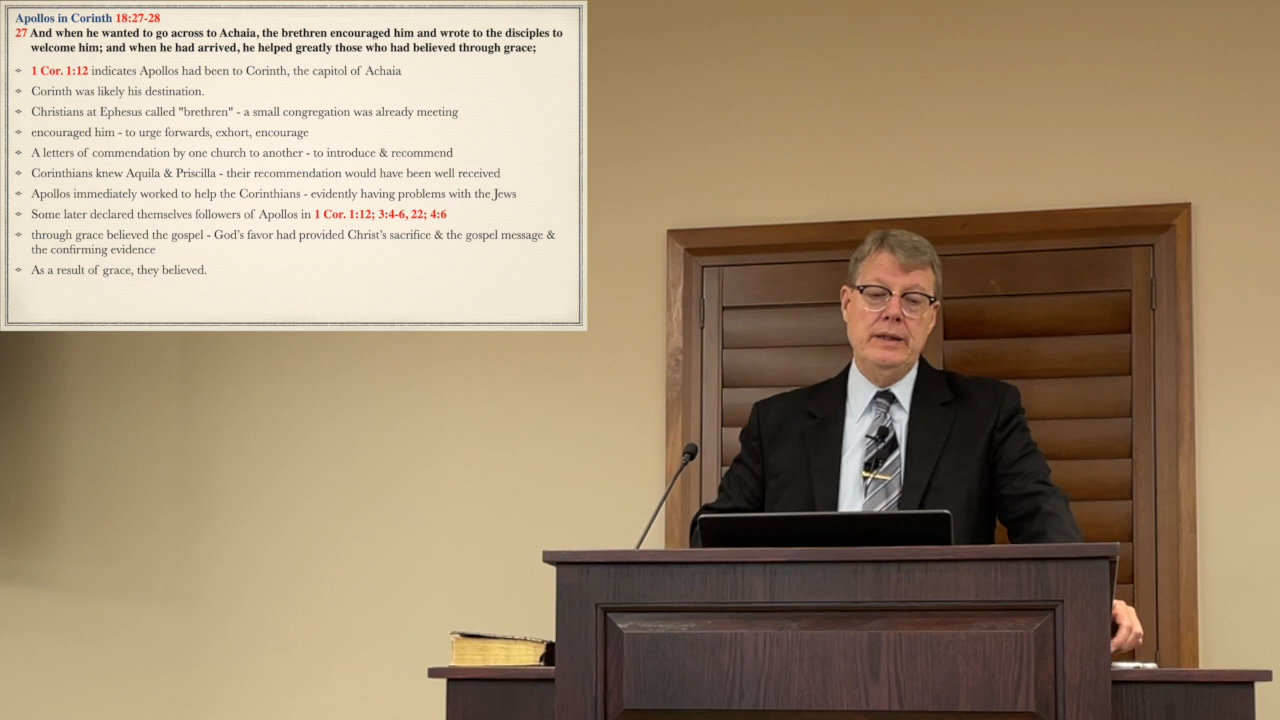 Apollos in Corinth 18:27-28
27 And when he wanted to go across to Achaia, the brethren encouraged him and wrote to the disciples to
welcome him; and when he had arrived, he helped greatly those who had believed through grace;
1 Cor. 1:12 indicates Apollos had been to Corinth, the capitol of Achaia
Corinth was likely his destination.
Christians at Ephesus called "brethren" - a small congregation was already meeting
encouraged him - to urge forwards, exhort, encourage
A letters of commendation by one church to another - to introduce & recommend
Corinthians knew Aquila & Priscilla - their recommendation would have been well received
Apollos immediately worked to help the Corinthians - evidently having problems with the Jews
Some later declared themselves followers of Apollos in 1 Cor. 1:12; 3:4-6, 22; 4:6
through grace believed the gospel - God's favor had provided Christ's sacrifice & the gospel message &
the confirming evidence
As a result of grace, they believed.